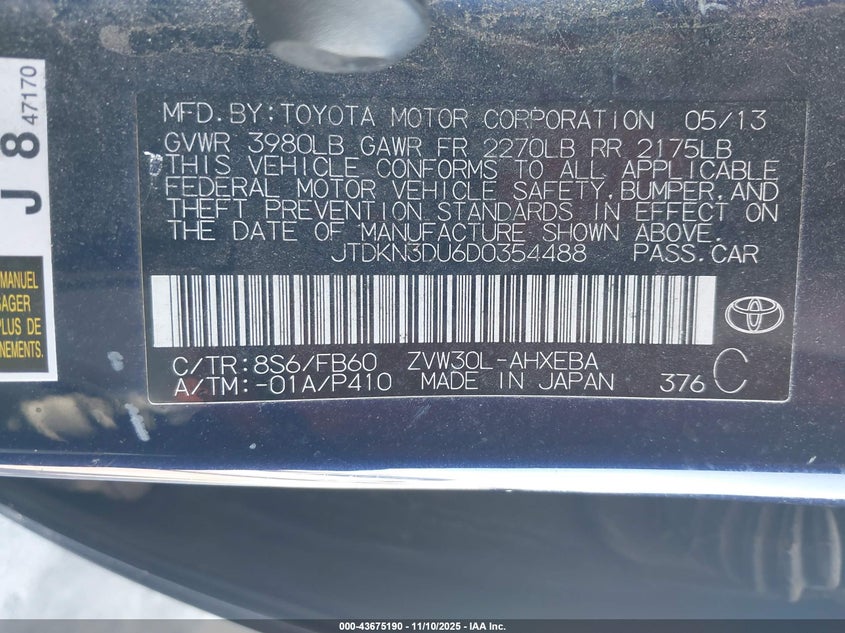 MFD. BY: TOYOTA MOTOR CORPORATION 05/13
GVWR 3980LB GAWR FR 2270LB RR 2175LB
THIS VEHICLE CONFORMS TO ALL APPLICABLE
FEDERAL MOTOR VEHICLE SAFETY, BUMPER, AND
THEFT PREVENTION STANDARDS IN EFFECT ON
THE DATE OF MANUFACTURE SHOWN ABOVE.
JTDKN3DU6D0354488 PASS. CAR
C/TR: 8S6/FB60 ZVW30L-AHXEBA
A/TM: -01A/P410 MADE IN JAPAN 376 C
J 8 47170
MANUEL
PLUS DE
000-43675190 - 11/10/2025 - IAA Inc.